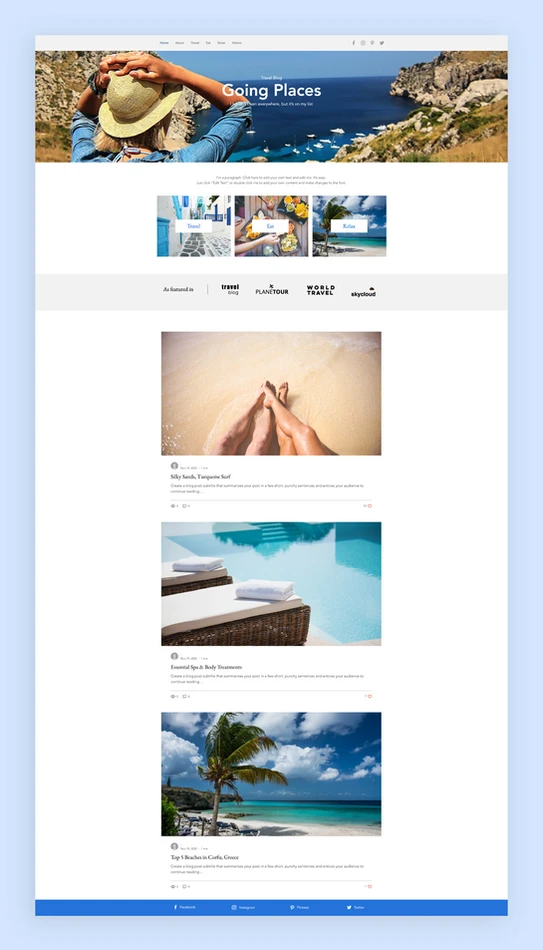 Home About Travel Eat Relax
Travel Blog
Going Places
I haven't been everywhere, but it's on my list
I'm a paragraph. Click here to add your own text and edit me. It's easy.
Just click "Edit Text" or double click me to add your own content and make changes to the font.
Travel
Eat
Relax
As featured in
travel
blog
PLANETOUR
WORLD
TRAVEL
skycloud
Silky Sands, Turquoise Surf
Create a blog post subtitle that summarizes your post in a few short, punchy sentences and entices your audience to
continue reading....
Essential Spa & Body Treatments
Create a blog post subtitle that summarizes your post in a few short, punchy sentences and entices your audience to
continue reading....
Top 5 Beaches in Corfu, Greece
Create a blog post subtitle that summarizes your post in a few short, punchy sentences and entices your audience to
continue reading....
Facebook Instagram Pinterest Twitter